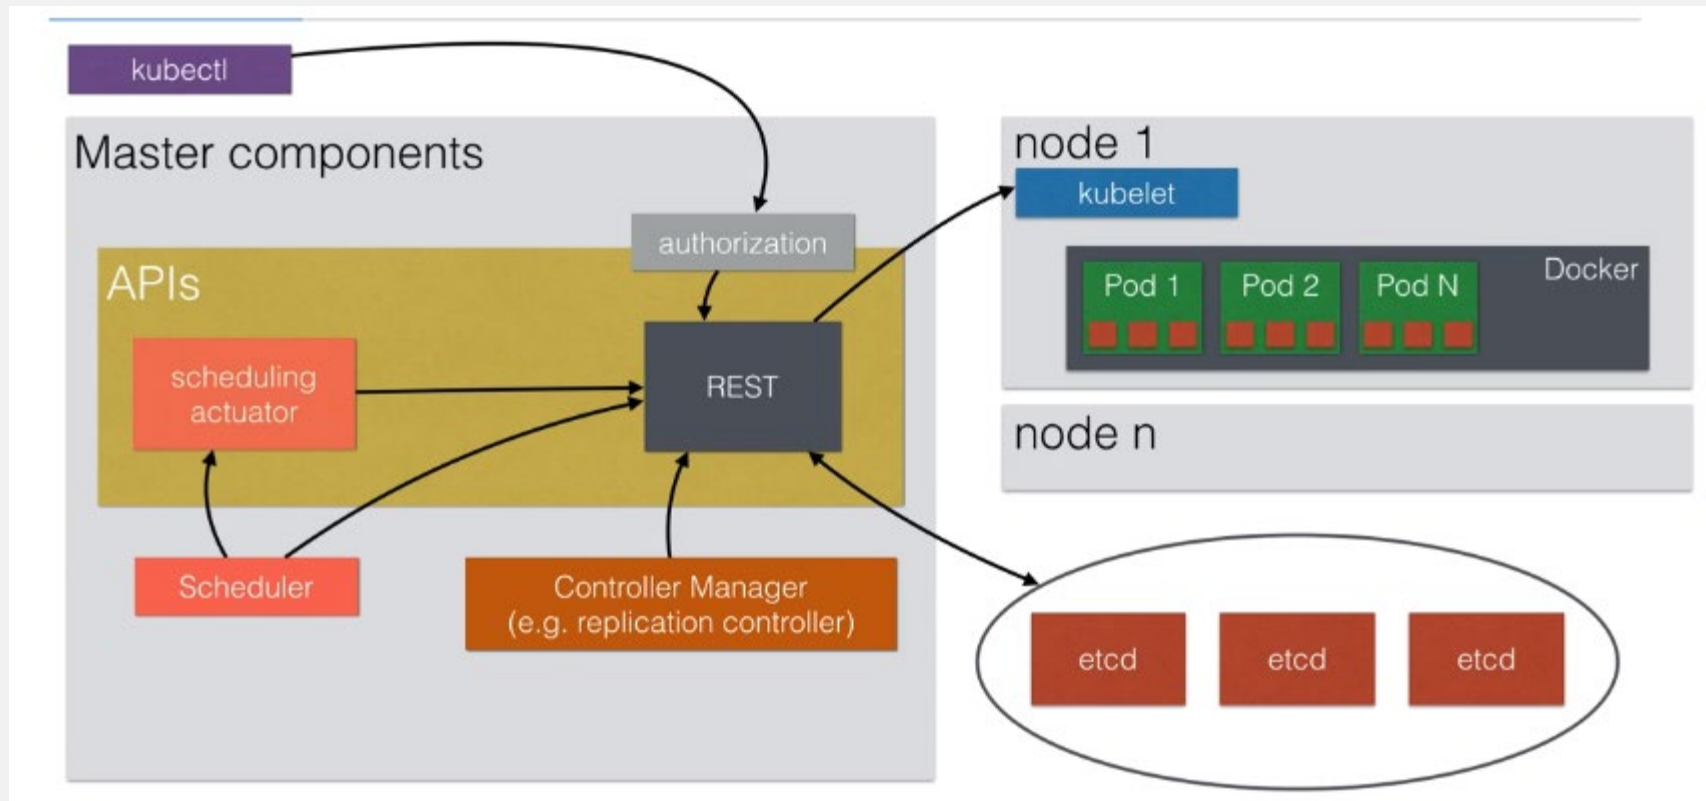 kubectl
Master components
authorization
APIs
scheduling
actuator
REST
Scheduler
Controller Manager
(e.g. replication controller)
node 1
kubelet
Docker
Pod 1
Pod 2
Pod N
node n
etcd
etcd
etcd